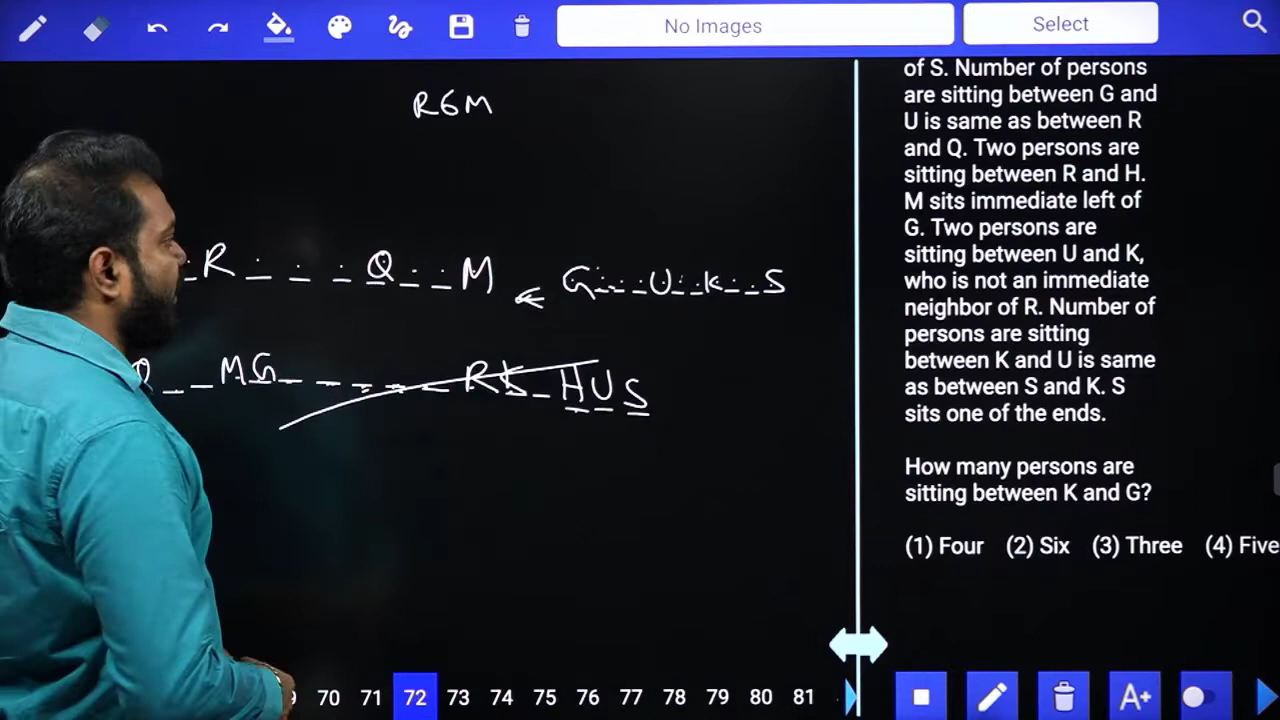 No Images
Select
of S. Number of persons
are sitting between G and
U is same as between R
and Q. Two persons are
sitting between R and H.
M sits immediate left of
G. Two persons are
sitting between U and K,
who is not an immediate
neighbor of R. Number of
persons are sitting
between K and U is same
as between S and K. S
sits one of the ends.
How many persons are
sitting between K and G?
(1) Four (2) Six (3) Three (4) Five
R
R _ _ _ Q _ _ M G _ _ U _ _ K _ _ S
_ _ M G _ _ _ _ _ _ R K _ H U S
70 71 72 73 74 75 76 77 78 79 80 81
A+